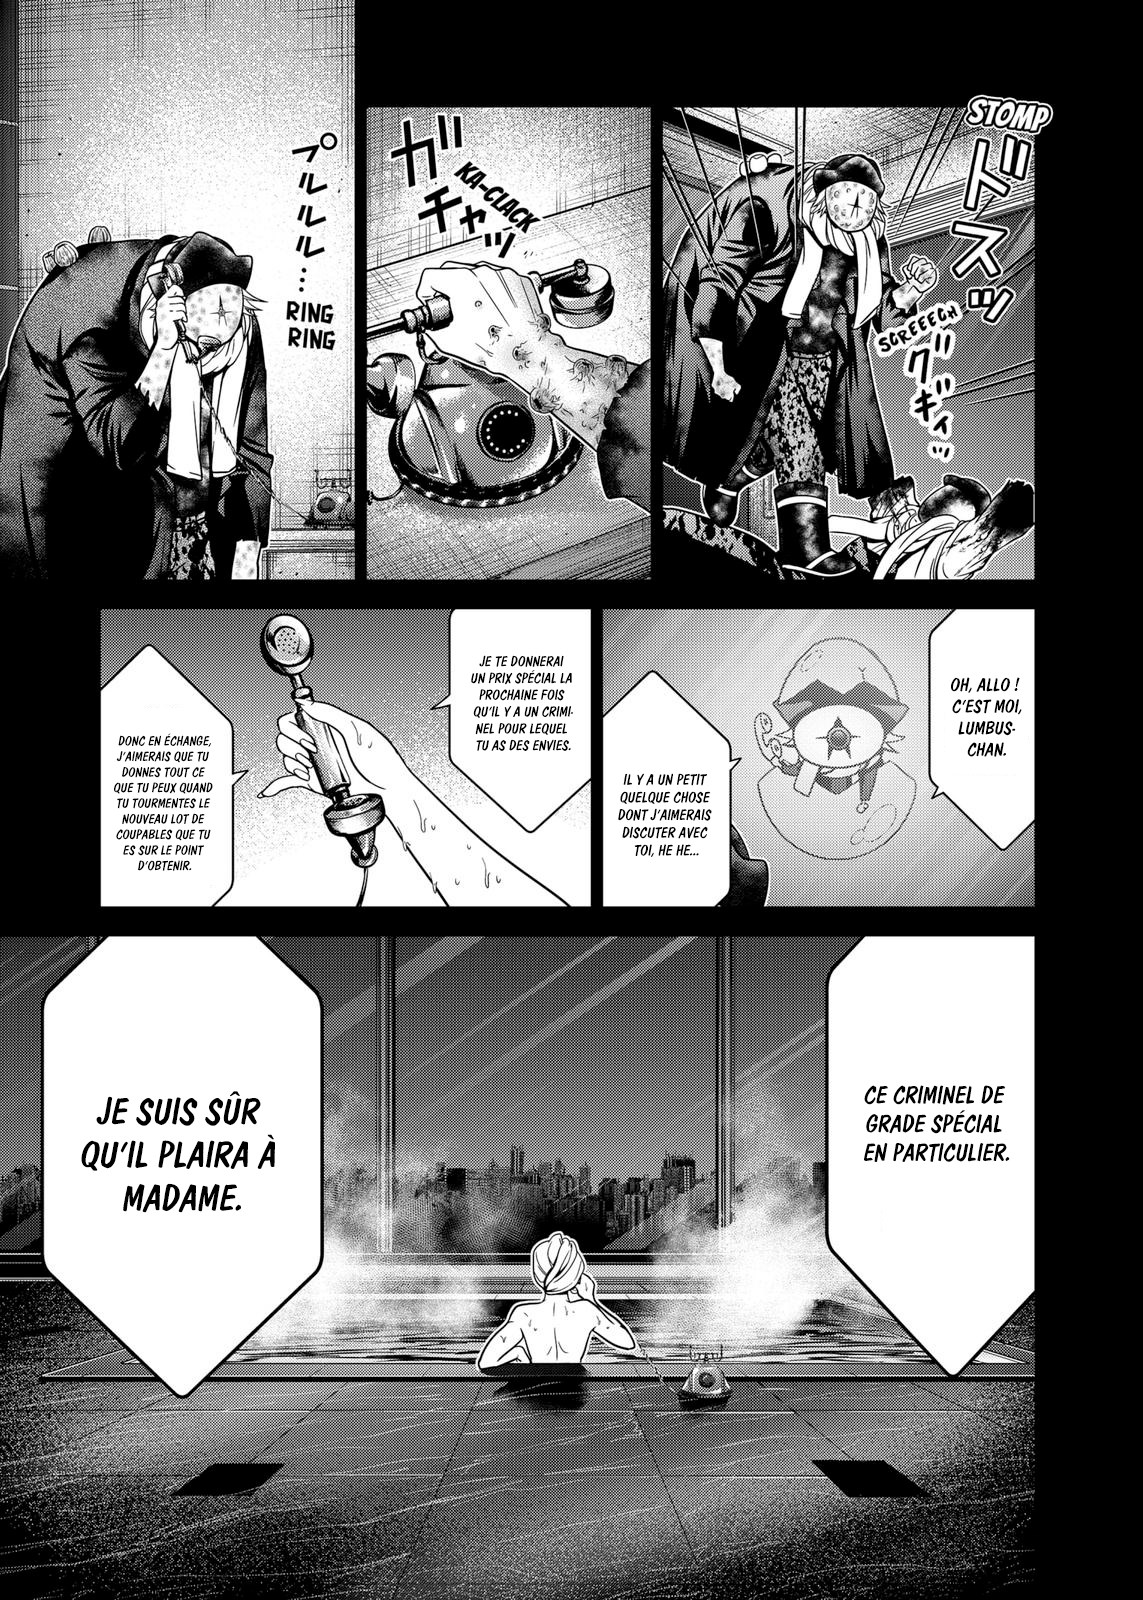 STOMP
ドスッ
SCREEECH
グギィ…
ガチャッ
KA-CLACK
プルルル…
RING
RING
OH, ALLO !
C'EST MOI,
LUMBUS-
CHAN.
IL Y A UN PETIT
QUELQUE CHOSE
DONT J'AIMERAIS
DISCUTER AVEC
TOI, HE HE...
JE TE DONNERAI
UN PRIX SPÉCIAL LA
PROCHAINE FOIS
QU'IL Y A UN CRIMI-
NEL POUR LEQUEL
TU AS DES ENVIES.
DONC EN ÉCHANGE,
J'AIMERAIS QUE TU
DONNES TOUT CE
QUE TU PEUX QUAND
TU TOURMENTES LE
NOUVEAU LOT DE
COUPABLES QUE TU
ES SUR LE POINT
D'OBTENIR.
CE CRIMINEL DE
GRADE SPÉCIAL
EN PARTICULIER.
JE SUIS SÛR
QU'IL PLAIRA À
MADAME.